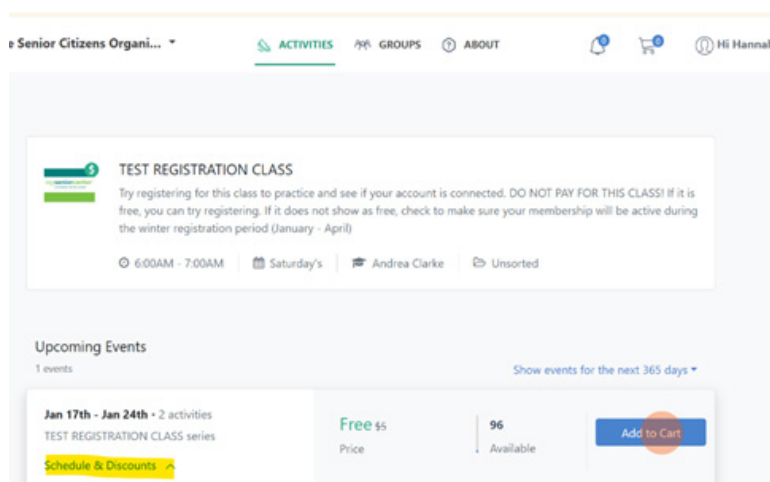 e Senior Citizens Organi...
ACTIVITIES
GROUPS
ABOUT
0
0
Hi Hannal
TEST REGISTRATION CLASS
Try registering for this class to practice and see if your account is connected. DO NOT PAY FOR THIS CLASS! If it is
free, you can try registering. If it does not show as free, check to make sure your membership will be active during
the winter registration period (January - April)
6:00AM - 7:00AM
Saturday's
Andrea Clarke
Unsorted
Upcoming Events
1 events
Show events for the next 365 days
Jan 17th - Jan 24th • 2 activities
TEST REGISTRATION CLASS series
Schedule & Discounts
Free $5
Price
96
Available
Add to Cart